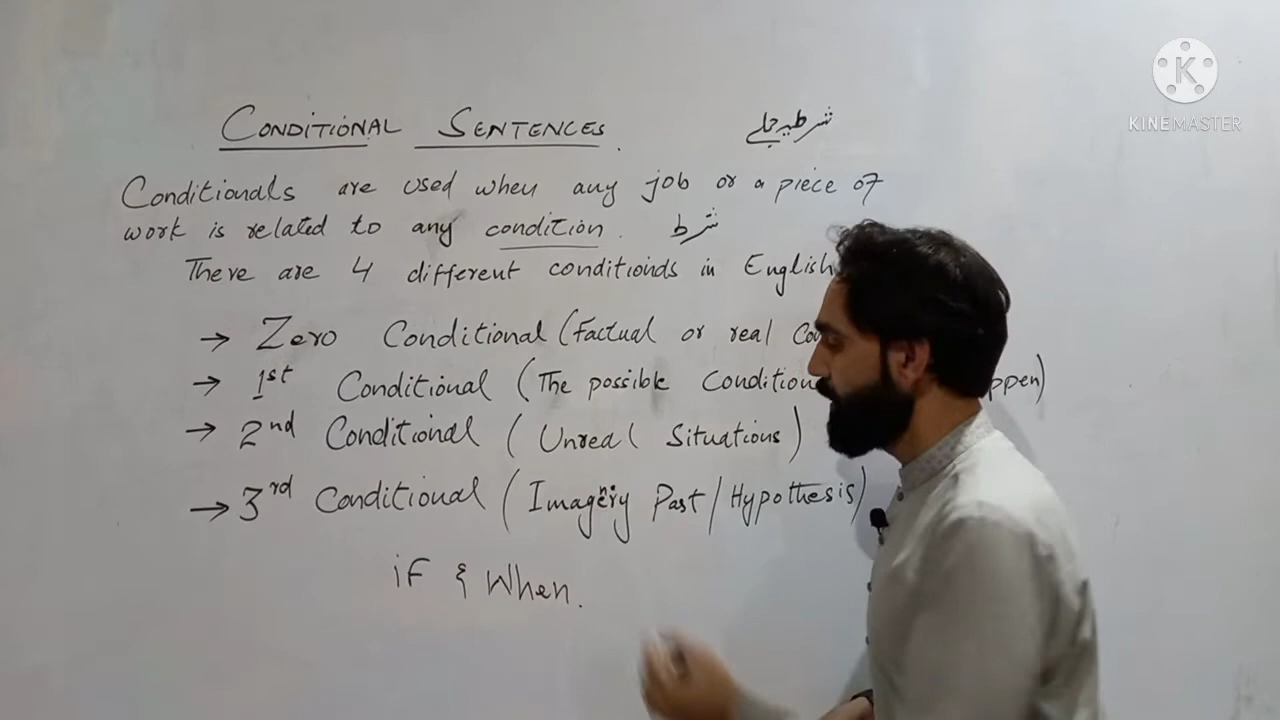 CONDITIONAL SENTENCES. شرطیہ جملے
Conditionals are used when any job or a piece of
work is related to any condition. شرط
There are 4 different conditionds in English
→ Zero Conditional (Factual or real
→ 1st Conditional (The possible Condition
→ 2nd Conditional (Unreal Situations)
→ 3rd Conditional (Imagery Past/Hypothesis)
if & When.
K
KINEMASTER